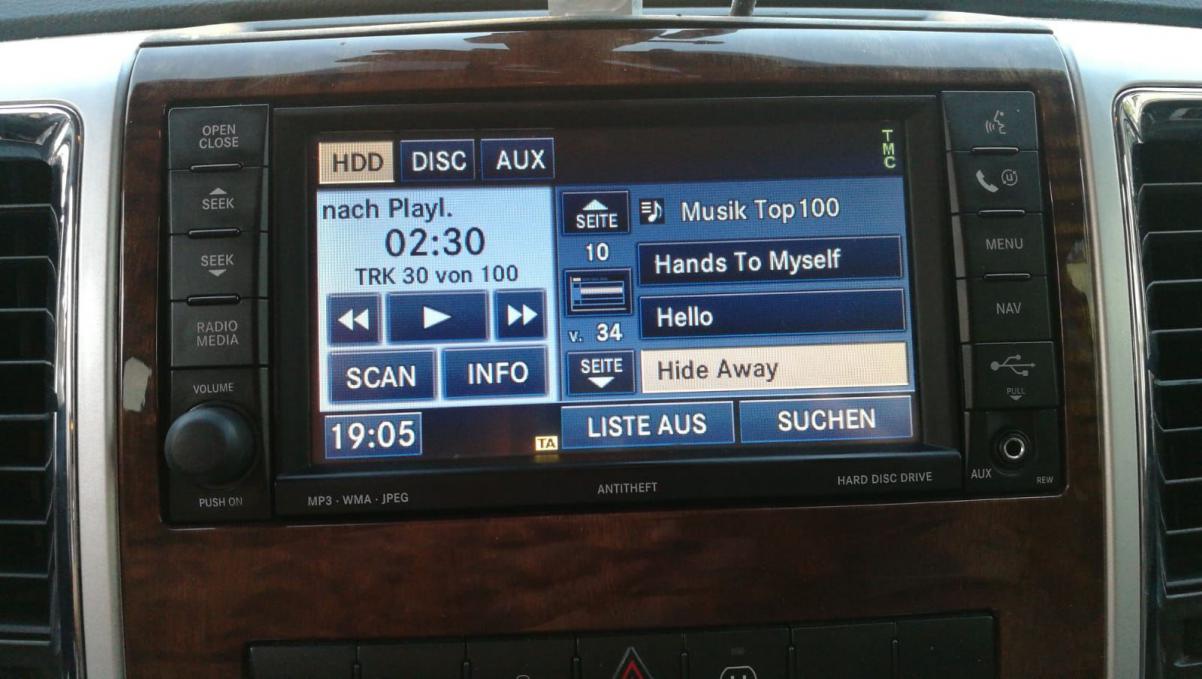 OPEN
CLOSE
SEEK
SEEK
RADIO
MEDIA
VOLUME
PUSH ON
HDD
DISC
AUX
TMC
nach Playl.
02:30
TRK 30 von 100
SCAN
INFO
19:05
TA
SEITE
10
v. 34
SEITE
Musik Top100
Hands To Myself
Hello
Hide Away
LISTE AUS
SUCHEN
MP3 · WMA · JPEG
ANTITHEFT
HARD DISC DRIVE
MENU
NAV
PULL
AUX
REW